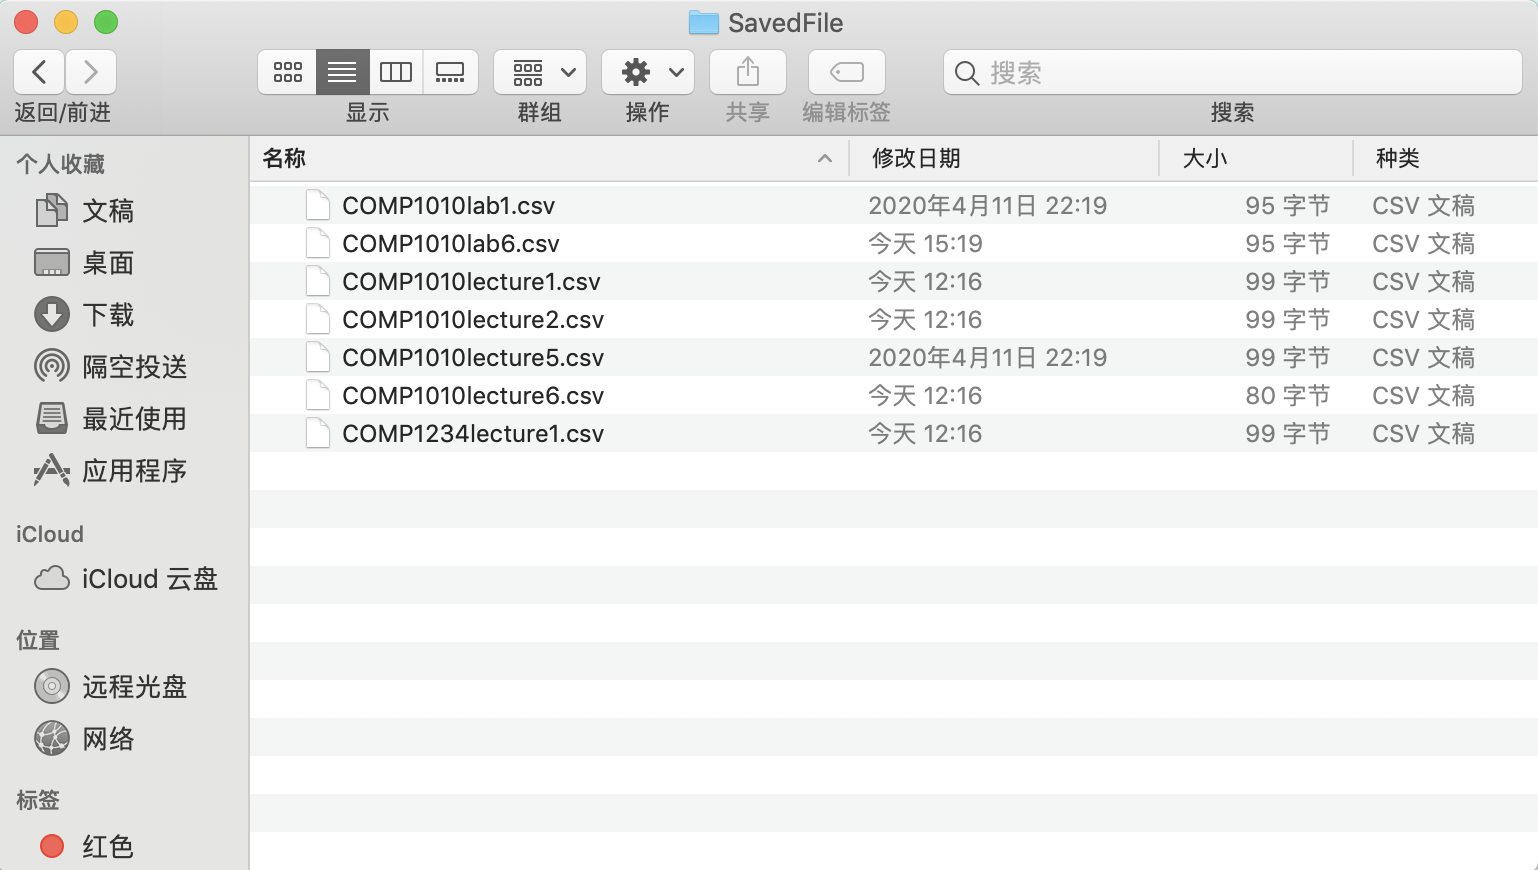 SavedFile
返回/前进 显示 群组 操作 共享 编辑标签 搜索
搜索
个人收藏
文稿
桌面
下载
隔空投送
最近使用
应用程序
iCloud
iCloud 云盘
位置
远程光盘
网络
标签
红色
名称 修改日期 大小 种类
COMP1010lab1.csv 2020年4月11日 22:19 95 字节 CSV 文稿
COMP1010lab6.csv 今天 15:19 95 字节 CSV 文稿
COMP1010lecture1.csv 今天 12:16 99 字节 CSV 文稿
COMP1010lecture2.csv 今天 12:16 99 字节 CSV 文稿
COMP1010lecture5.csv 2020年4月11日 22:19 99 字节 CSV 文稿
COMP1010lecture6.csv 今天 12:16 80 字节 CSV 文稿
COMP1234lecture1.csv 今天 12:16 99 字节 CSV 文稿